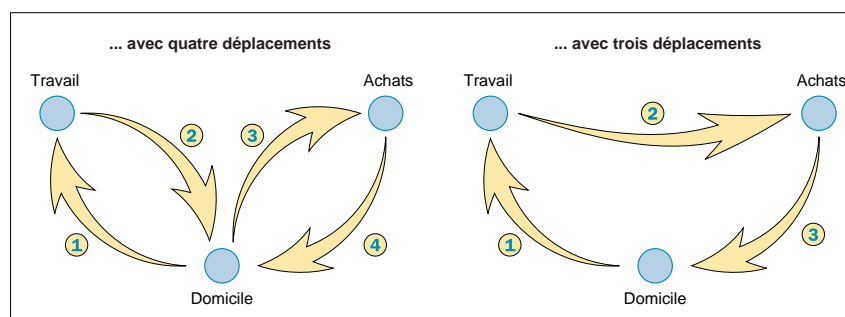 ... avec quatre déplacements
Travail
Achats
2
3
1
4
Domicile
... avec trois déplacements
Travail
Achats
2
1
3
Domicile